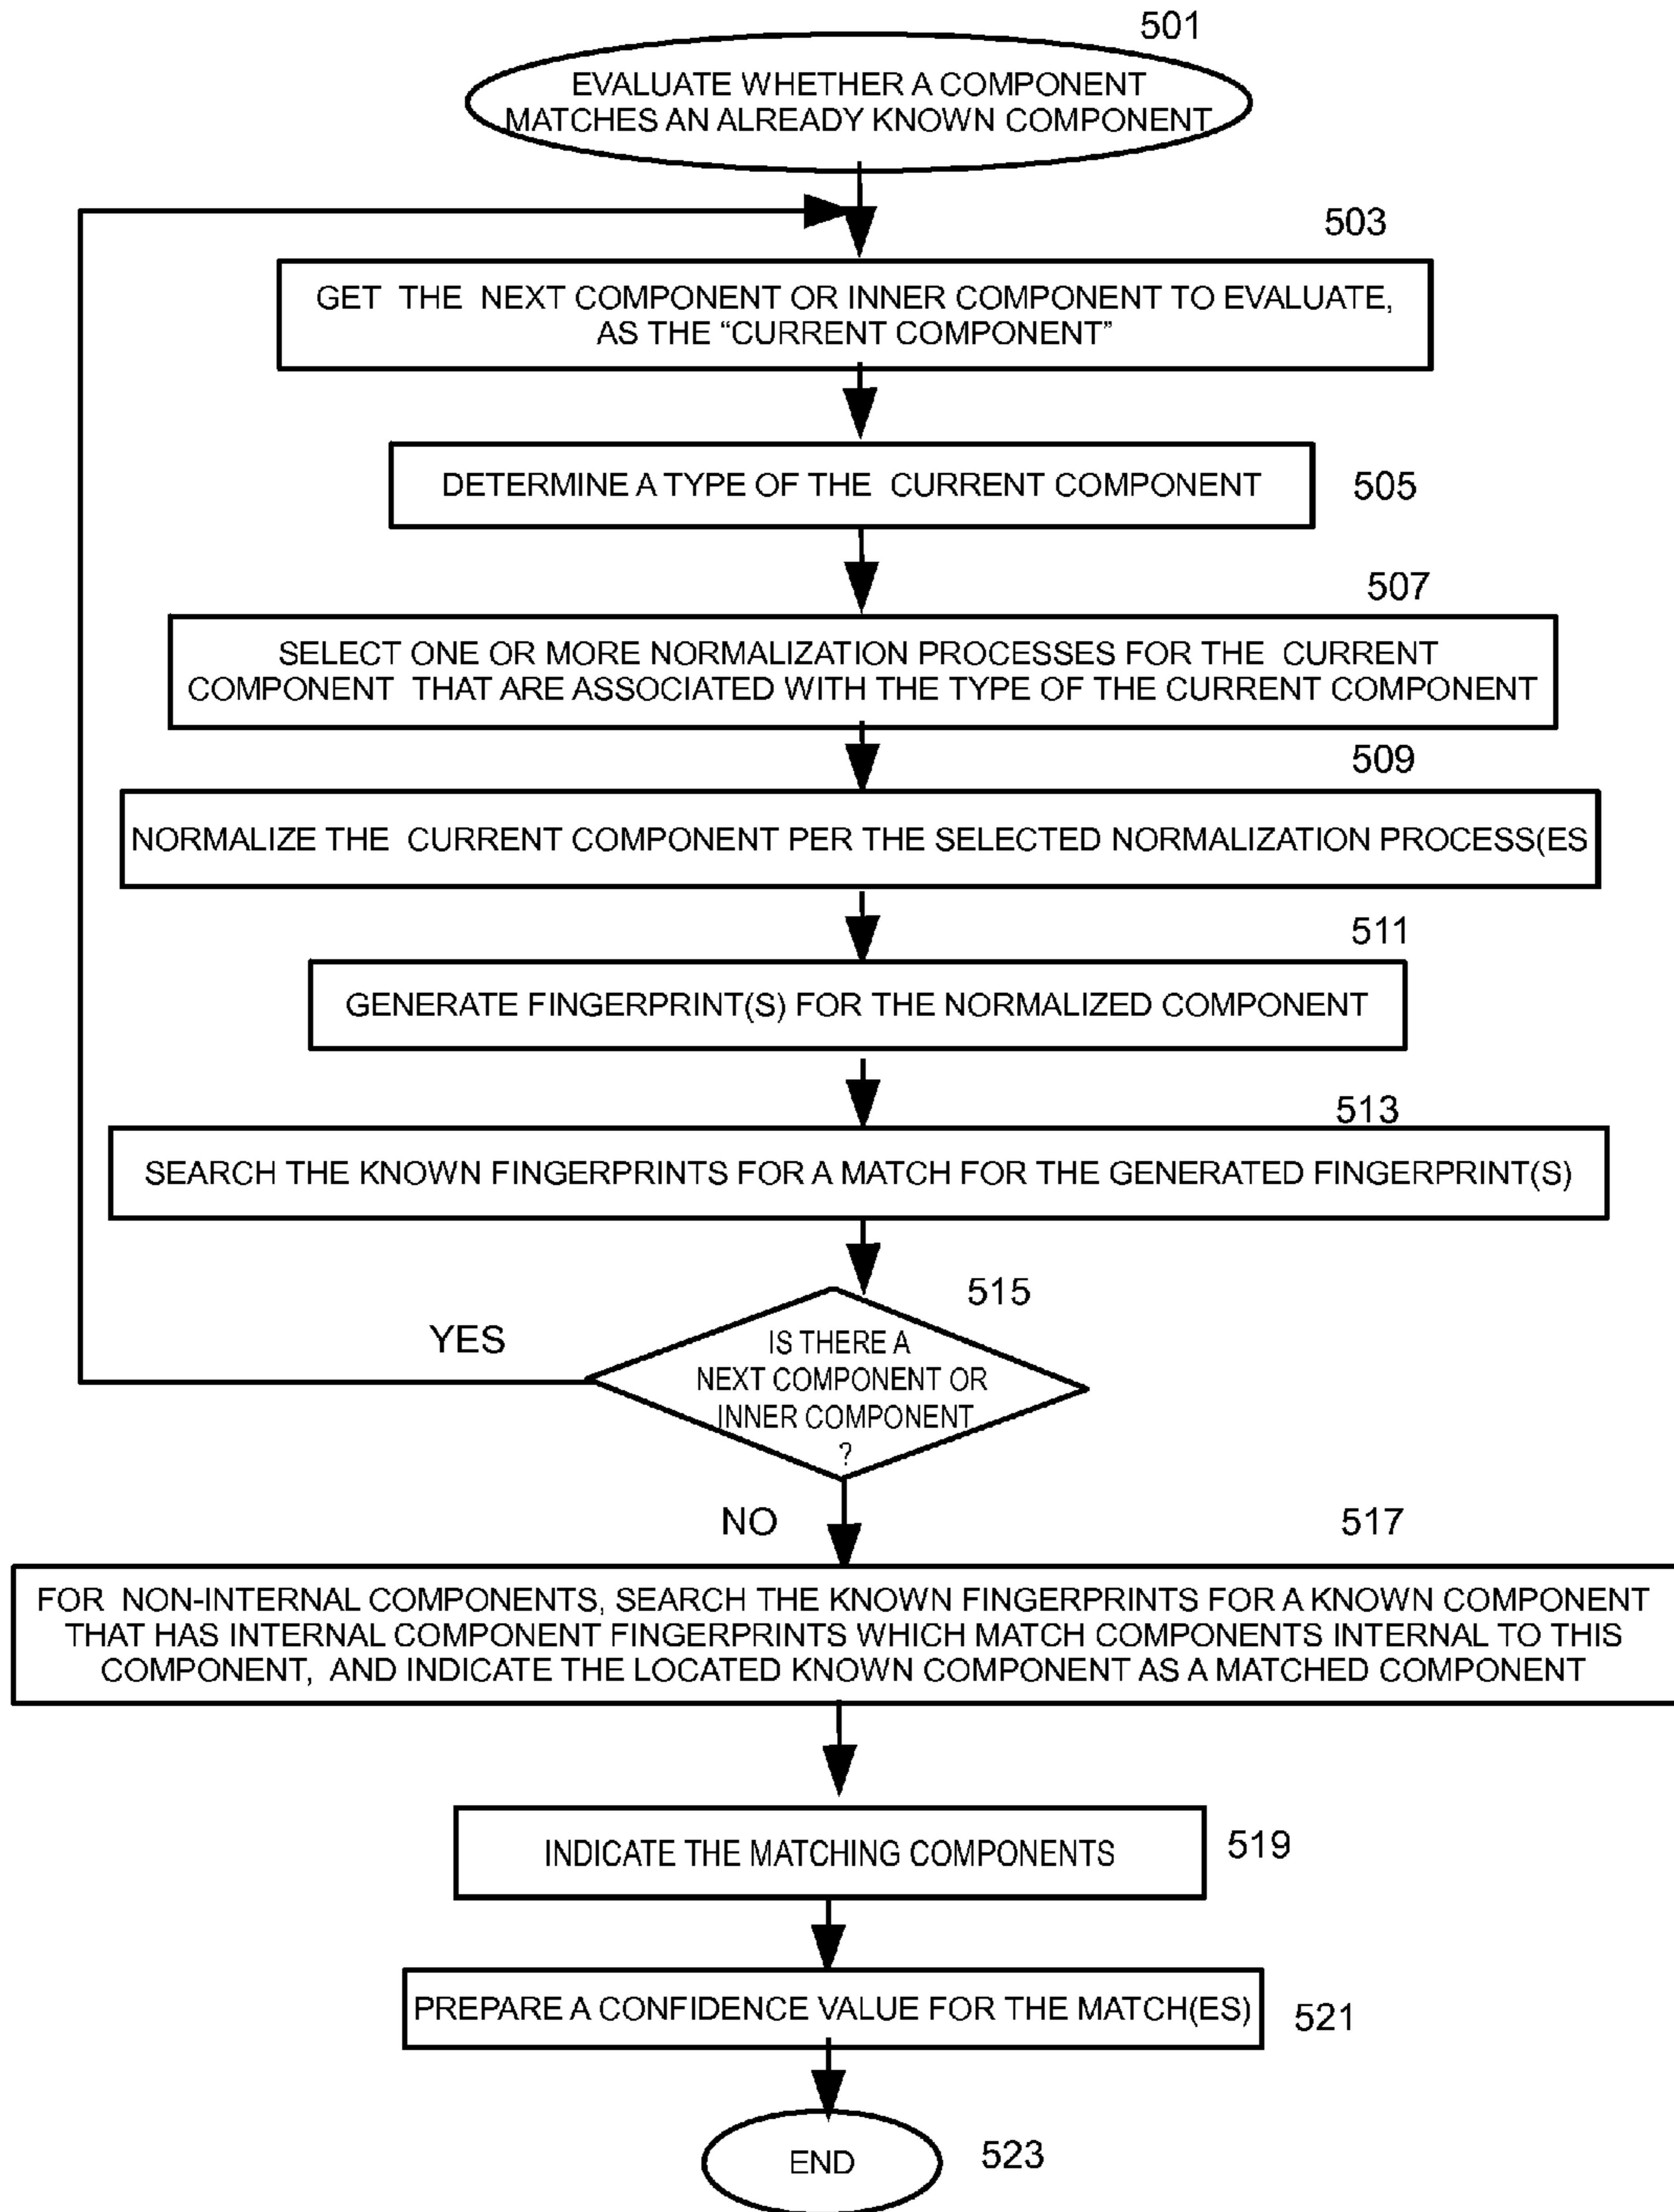 501
EVALUATE WHETHER A COMPONENT
MATCHES AN ALREADY KNOWN COMPONENT
503
GET THE NEXT COMPONENT OR INNER COMPONENT TO EVALUATE,
AS THE “CURRENT COMPONENT”
DETERMINE A TYPE OF THE CURRENT COMPONENT
505
507
SELECT ONE OR MORE NORMALIZATION PROCESSES FOR THE CURRENT
COMPONENT THAT ARE ASSOCIATED WITH THE TYPE OF THE CURRENT COMPONENT
509
NORMALIZE THE CURRENT COMPONENT PER THE SELECTED NORMALIZATION PROCESS(ES
511
GENERATE FINGERPRINT(S) FOR THE NORMALIZED COMPONENT
513
SEARCH THE KNOWN FINGERPRINTS FOR A MATCH FOR THE GENERATED FINGERPRINT(S)
515
YES
IS THERE A
NEXT COMPONENT OR
INNER COMPONENT
?
NO
517
FOR NON-INTERNAL COMPONENTS, SEARCH THE KNOWN FINGERPRINTS FOR A KNOWN COMPONENT
THAT HAS INTERNAL COMPONENT FINGERPRINTS WHICH MATCH COMPONENTS INTERNAL TO THIS
COMPONENT, AND INDICATE THE LOCATED KNOWN COMPONENT AS A MATCHED COMPONENT
INDICATE THE MATCHING COMPONENTS
519
PREPARE A CONFIDENCE VALUE FOR THE MATCH(ES)
521
END
523